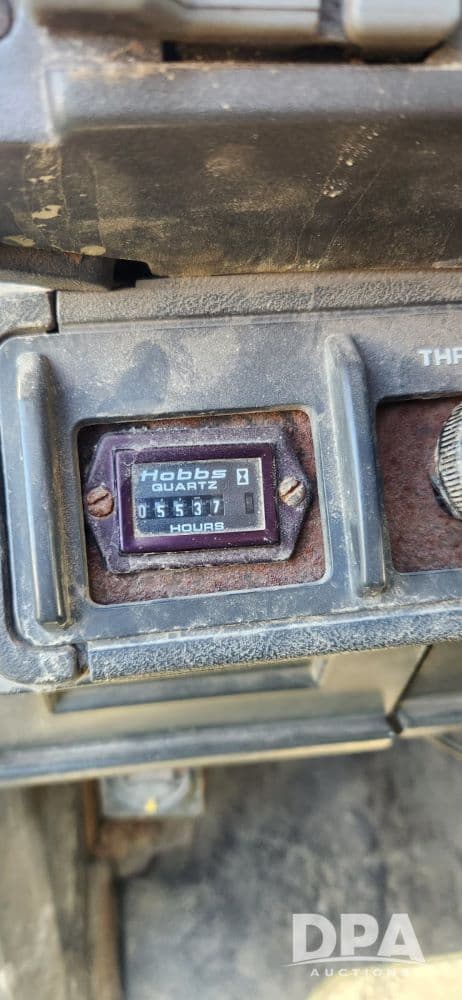 THR
Hobbs
QUARTZ
05537
HOURS
DPA
AUCTIONS